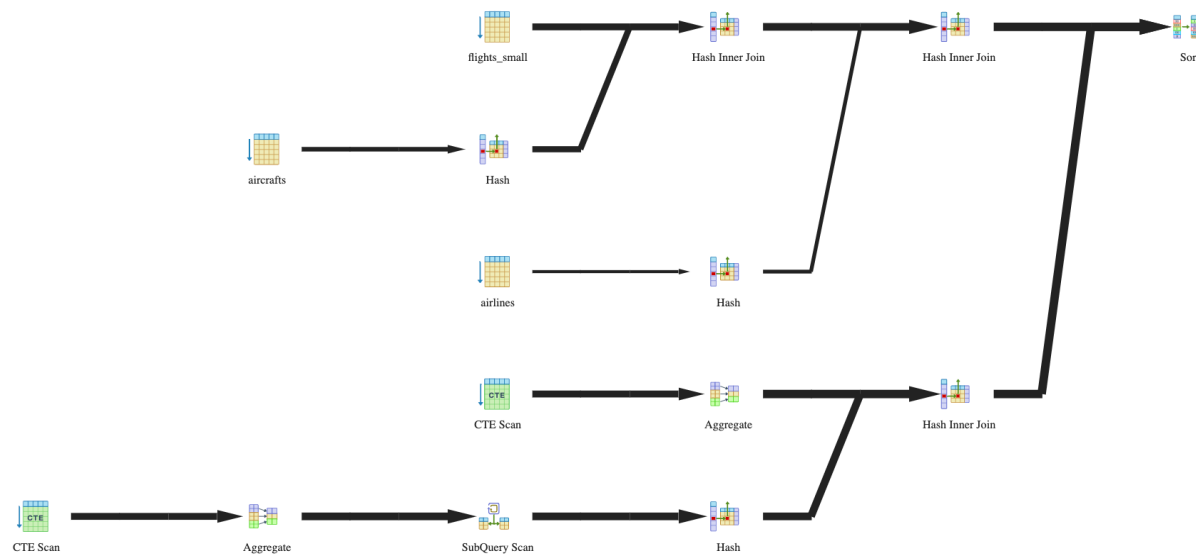 flights_small
Hash Inner Join
Hash Inner Join
Sor
aircrafts
Hash
airlines
Hash
CTE
CTE Scan
Aggregate
Hash Inner Join
CTE
CTE Scan
Aggregate
SubQuery Scan
Hash